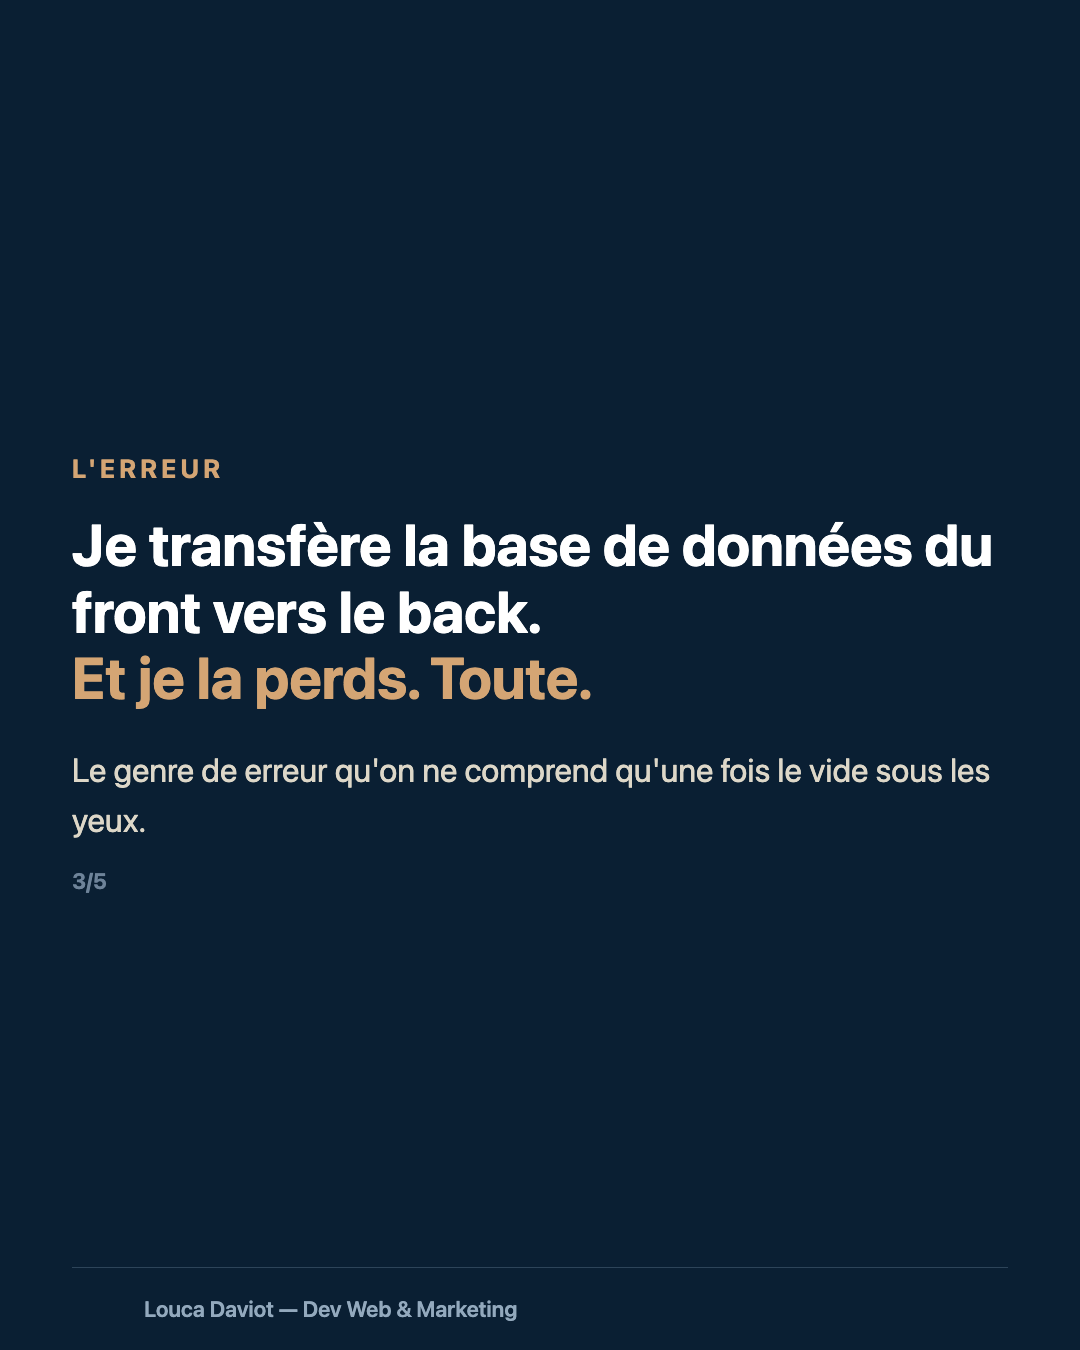 L'ERREUR
Je transfère la base de données du
front vers le back.
Et je la perds. Toute.
Le genre de erreur qu'on ne comprend qu'une fois le vide sous les
yeux.
3/5
Louca Daviot — Dev Web & Marketing